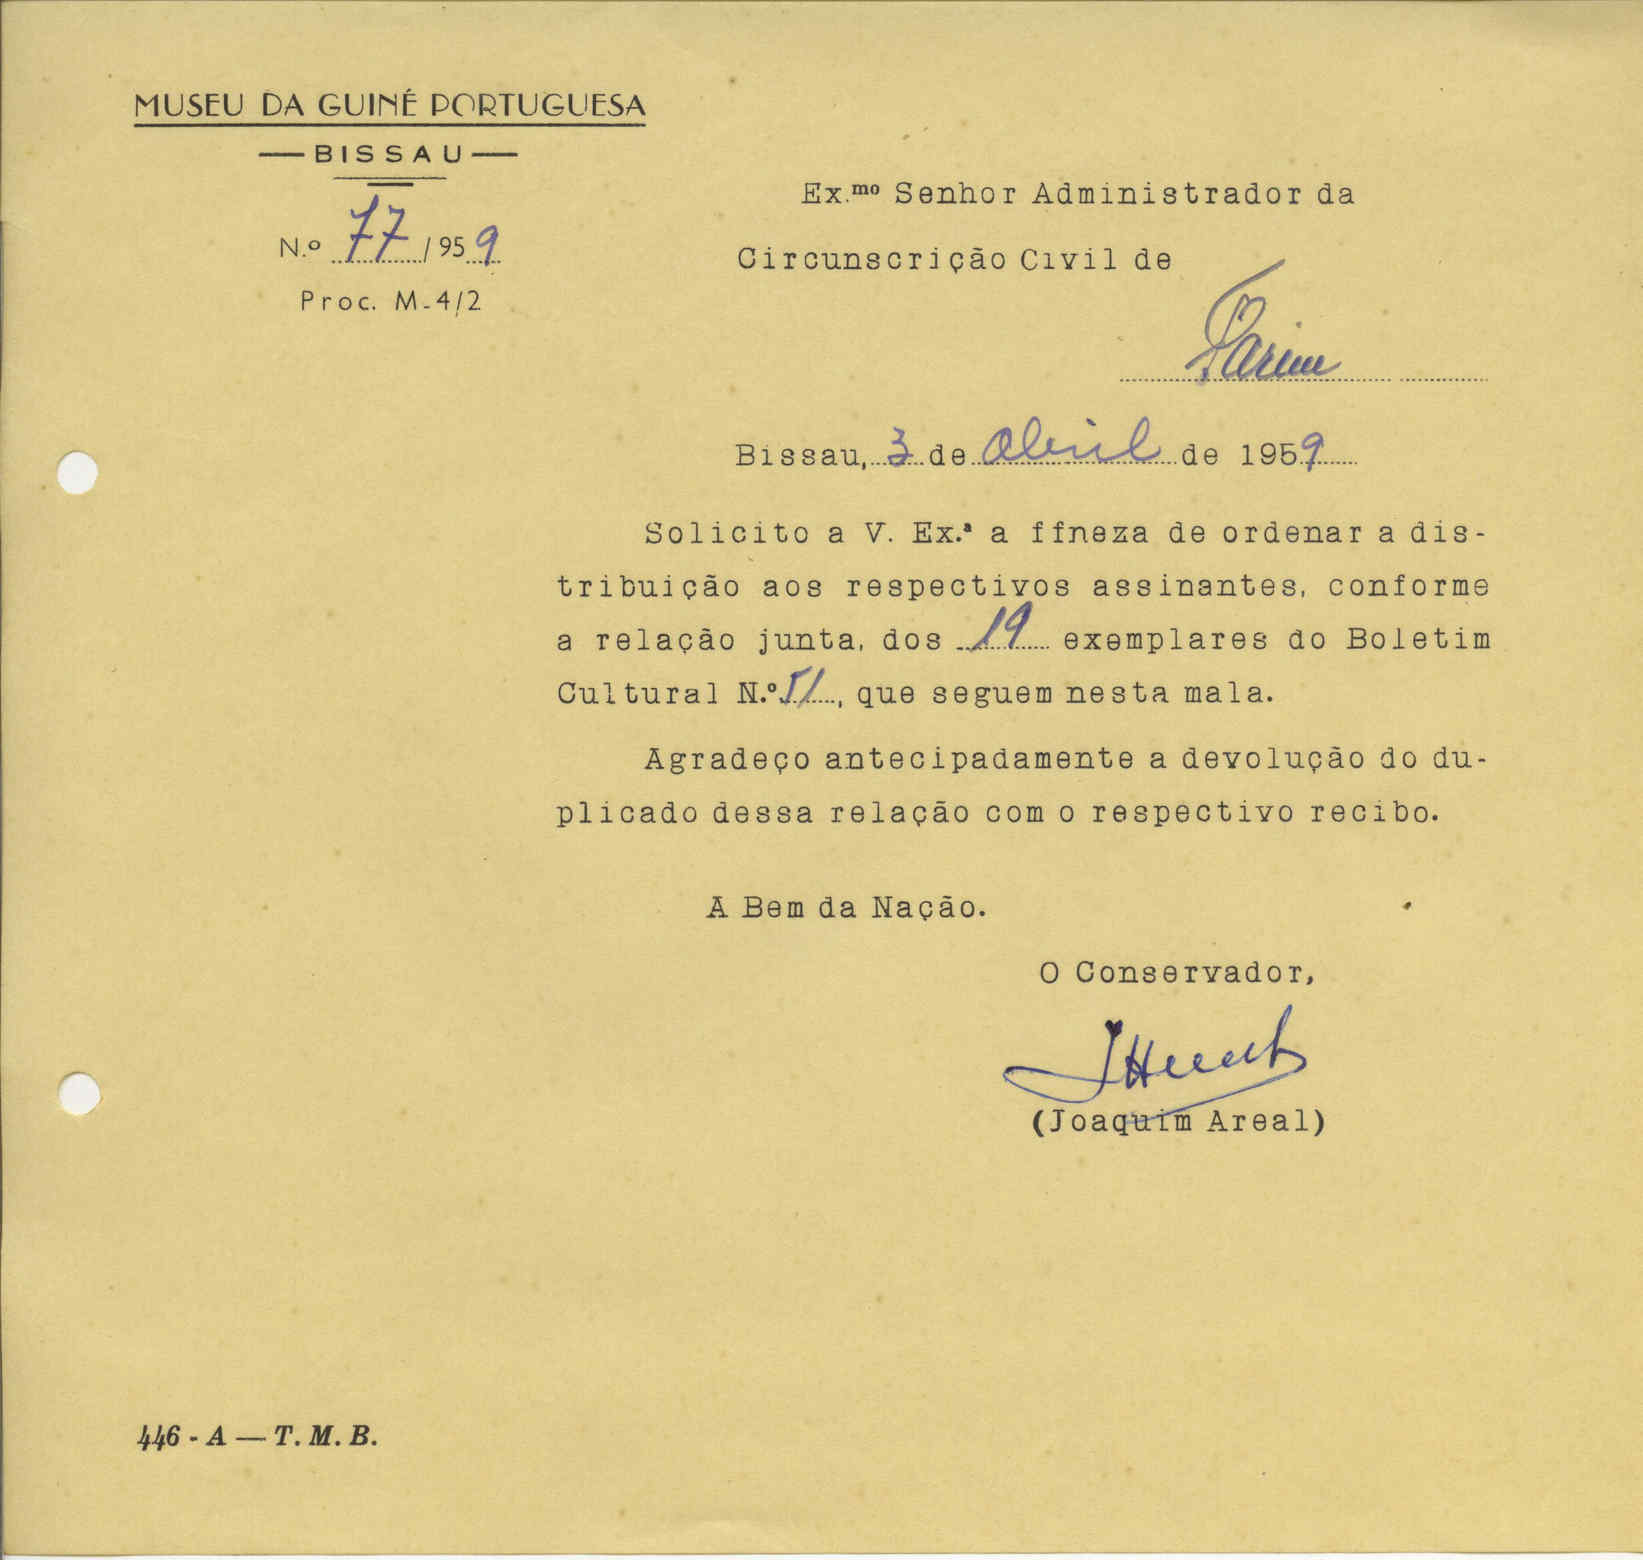 MUSEU DA GUINÉ PORTUGUESA
— BISSAU —
N.º 77 / 959
Proc. M-4/2
Ex.mo Senhor Administrador da
Circunscrição Civil de
Farim
Bissau, 3 de Abril de 1959
Solicito a V. Ex.ª a ffneza de ordenar a dis-
tribuição aos respectivos assinantes, conforme
a relação junta, dos 19 exemplares do Boletim
Cultural N.º 51, que seguem nesta mala.
Agradeço antecipadamente a devolução do du-
plicado dessa relação com o respectivo recibo.
A Bem da Nação.
O Conservador,
(Joaquim Areal)
446 - A — T. M. B.